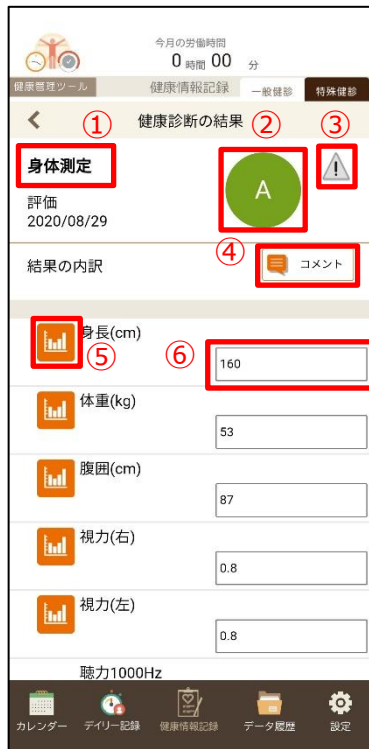 今月の労働時間
0 時間 00 分
健康管理ツール 健康情報記録 一般健診 特殊健診
① 健康診断の結果 ② ③
身体測定
A
評価
2020/08/29
④
結果の内訳 コメント
身長(cm)
⑤ ⑥
160
体重(kg)
53
腹囲(cm)
87
視力(右)
0.8
視力(左)
0.8
聴力1000Hz
カレンダー デイリー記録 健康情報記録 データ履歴 設定